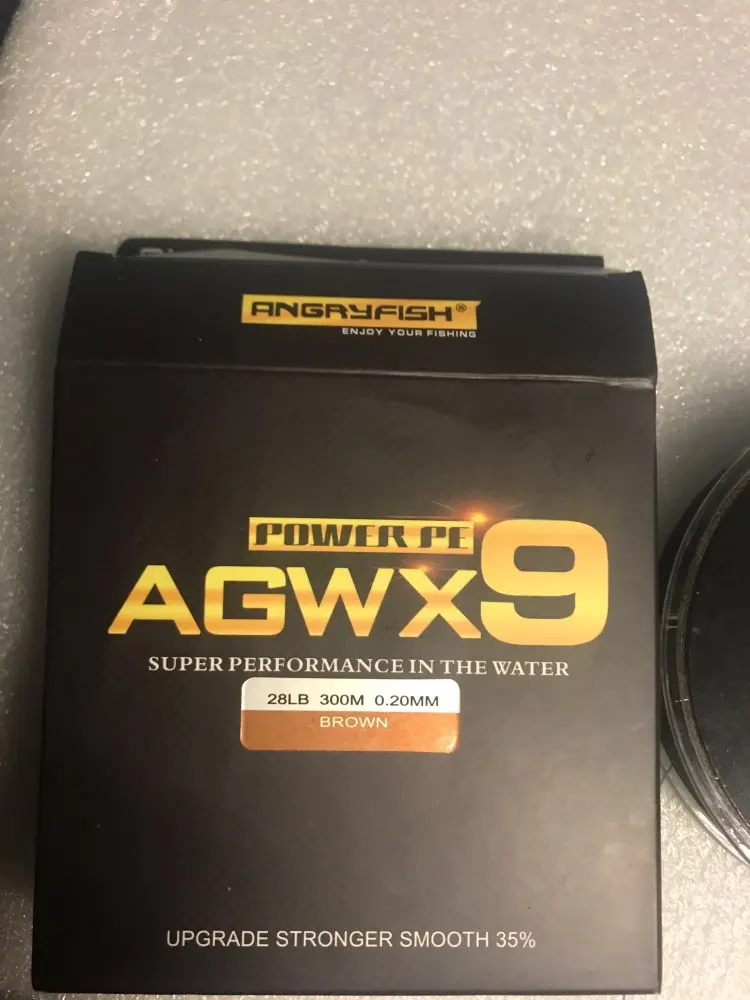 ANGRYFISH®
ENJOY YOUR FISHING
POWER PE
AGWX9
SUPER PERFORMANCE IN THE WATER
28LB 300M 0.20MM
BROWN
UPGRADE STRONGER SMOOTH 35%